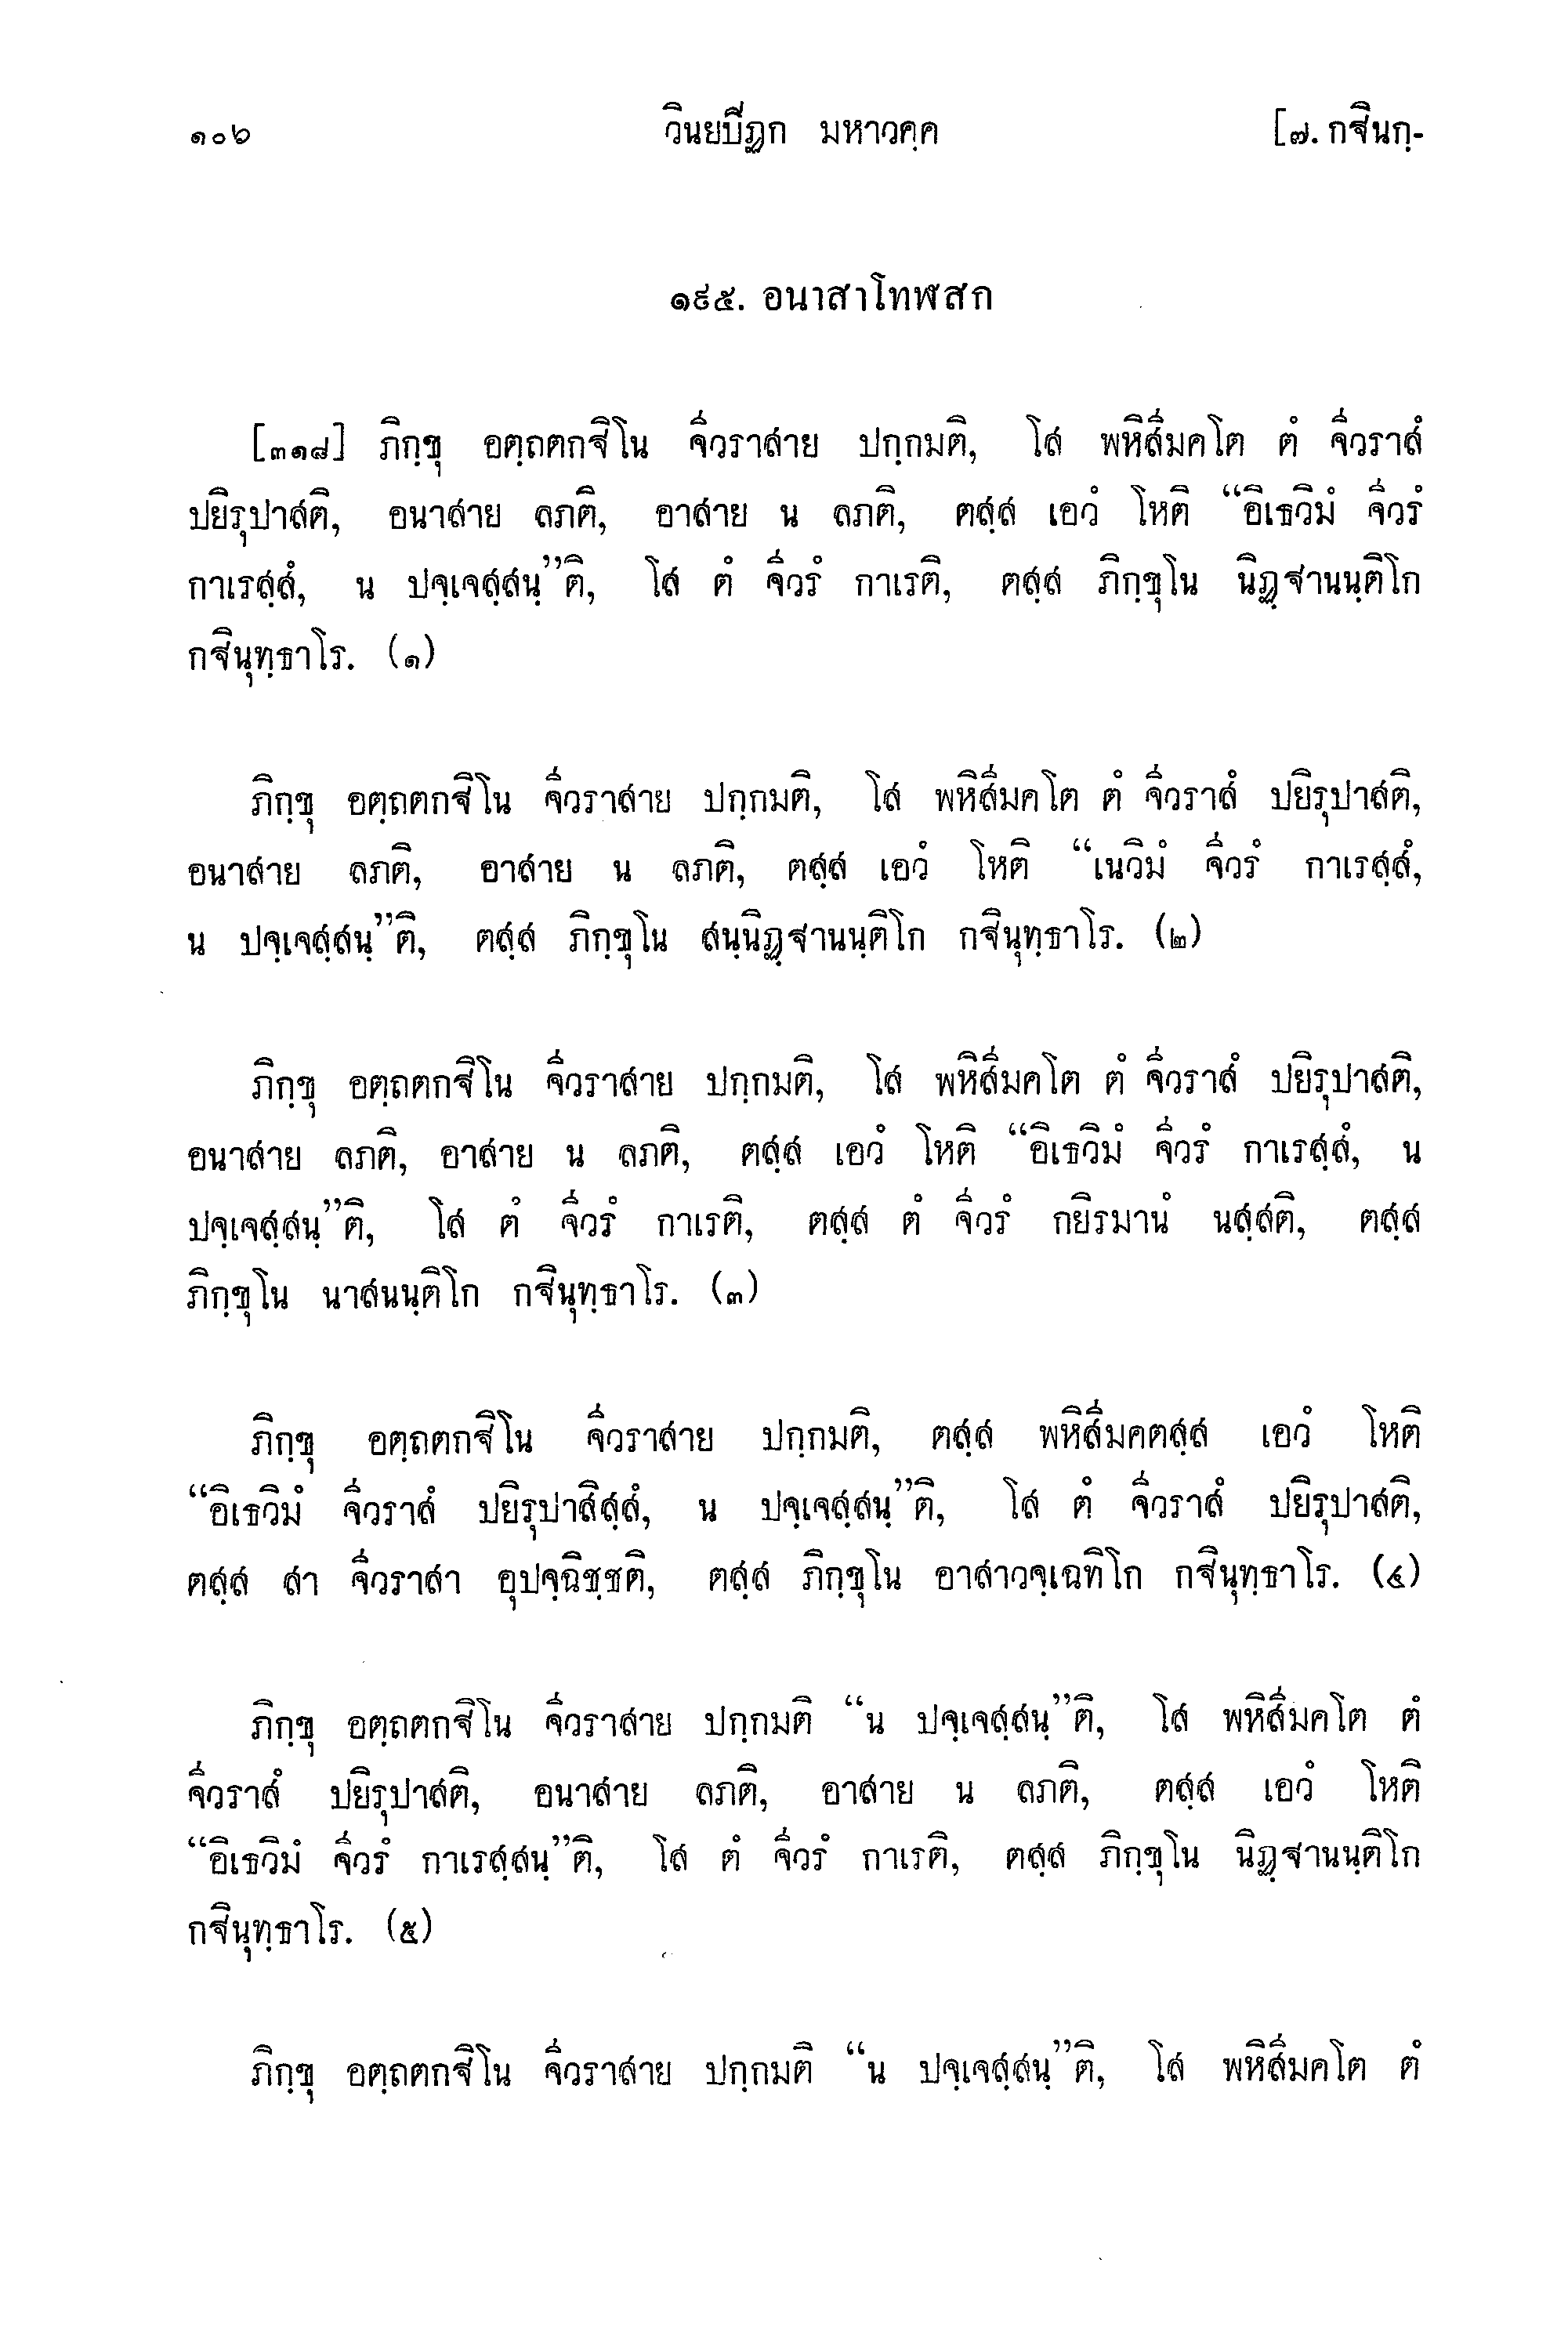 ๑๐๖ วินยปิฏก มหาวคฺค [๗. กฐินกฺ-
๑๙๕. อนาสาโทฬสก
[๓๑๘] ภิกฺขุ อตฺถตกฐิโน จีวราสาย ปกฺกมติ, โส พหิสีมคโต ตํ จีวราสํ
ปยิรุปาสติ, อนาสาย ลภติ, อาสาย น ลภติ, ตสฺส เอวํ โหติ “อิเธวิมํ จีวรํ
กาเรสฺสํ, น ปจฺเจสฺสนฺ”ติ, โส ตํ จีวรํ กาเรติ, ตสฺส ภิกฺขุโน นิฏฺฐานนฺติโก
กฐินุทฺธาโร. (๑)
ภิกฺขุ อตฺถตกฐิโน จีวราสาย ปกฺกมติ, โส พหิสีมคโต ตํ จีวราสํ ปยิรุปาสติ,
อนาสาย ลภติ, อาสาย น ลภติ, ตสฺส เอวํ โหติ “เนวิมํ จีวรํ กาเรสฺสํ,
น ปจฺเจสฺสนฺ”ติ, ตสฺส ภิกฺขุโน สนฺนิฏฺฐานนฺติโก กฐินุทฺธาโร. (๒)
ภิกฺขุ อตฺถตกฐิโน จีวราสาย ปกฺกมติ, โส พหิสีมคโต ตํ จีวราสํ ปยิรุปาสติ,
อนาสาย ลภติ, อาสาย น ลภติ, ตสฺส เอวํ โหติ “อิเธวิมํ จีวรํ กาเรสฺสํ, น
ปจฺเจสฺสนฺ”ติ, โส ตํ จีวรํ กาเรติ, ตสฺส ตํ จีวรํ กยิรมานํ นสฺสติ, ตสฺส
ภิกฺขุโน นาสนนฺติโก กฐินุทฺธาโร. (๓)
ภิกฺขุ อตฺถตกฐิโน จีวราสาย ปกฺกมติ, ตสฺส พหิสีมคตสฺส เอวํ โหติ
“อิเธวิมํ จีวราสํ ปยิรุปาสิสฺสํ, น ปจฺเจสฺสนฺ”ติ, โส ตํ จีวราสํ ปยิรุปาสติ,
ตสฺส สา จีวราสา อุปจฺฉิชฺชติ, ตสฺส ภิกฺขุโน อาสาวจฺเฉทิโก กฐินุทฺธาโร. (๔)
ภิกฺขุ อตฺถตกฐิโน จีวราสาย ปกฺกมติ “น ปจฺเจสฺสนฺ”ติ, โส พหิสีมคโต ตํ
จีวราสํ ปยิรุปาสติ, อนาสาย ลภติ, อาสาย น ลภติ, ตสฺส เอวํ โหติ
“อิเธวิมํ จีวรํ กาเรสฺสนฺ”ติ, โส ตํ จีวรํ กาเรติ, ตสฺส ภิกฺขุโน นิฏฺฐานนฺติโก
กฐินุทฺธาโร. (๕)
ภิกฺขุ อตฺถตกฐิโน จีวราสาย ปกฺกมติ “น ปจฺเจสฺสนฺ”ติ, โส พหิสีมคโต ตํ